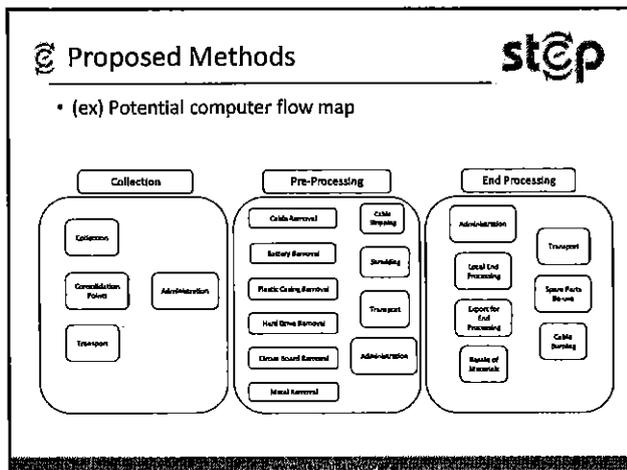 Proposed Methods
step
• (ex) Potential computer flow map
Collection
Collection
Consolidation
Points
Transport
Administration
Pre-Processing
Cable Removal
Battery Removal
Plastic Casing Removal
Hard Drive Removal
Circuit Board Removal
Metal Removal
Cable
Stripping
Shredding
Transport
Administration
End Processing
Administration
Local End
Processing
Export for
End
Processing
Resale of
Materials
Transport
Spare Parts
Re-use
Cable
Burning